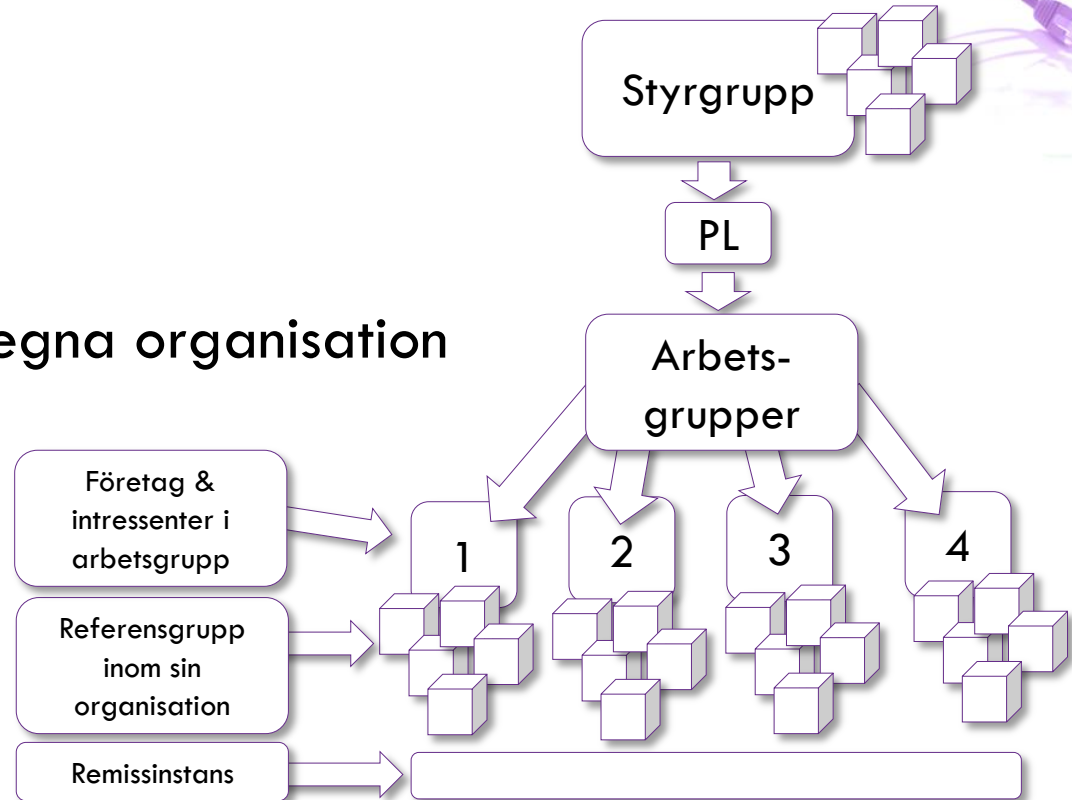 Styrgrupp
PL
egna organisation
Arbets-
grupper
Företag &
intressenter i
arbetsgrupp
1
2
3
4
Referensgrupp
inom sin
organisation
Remissinstans